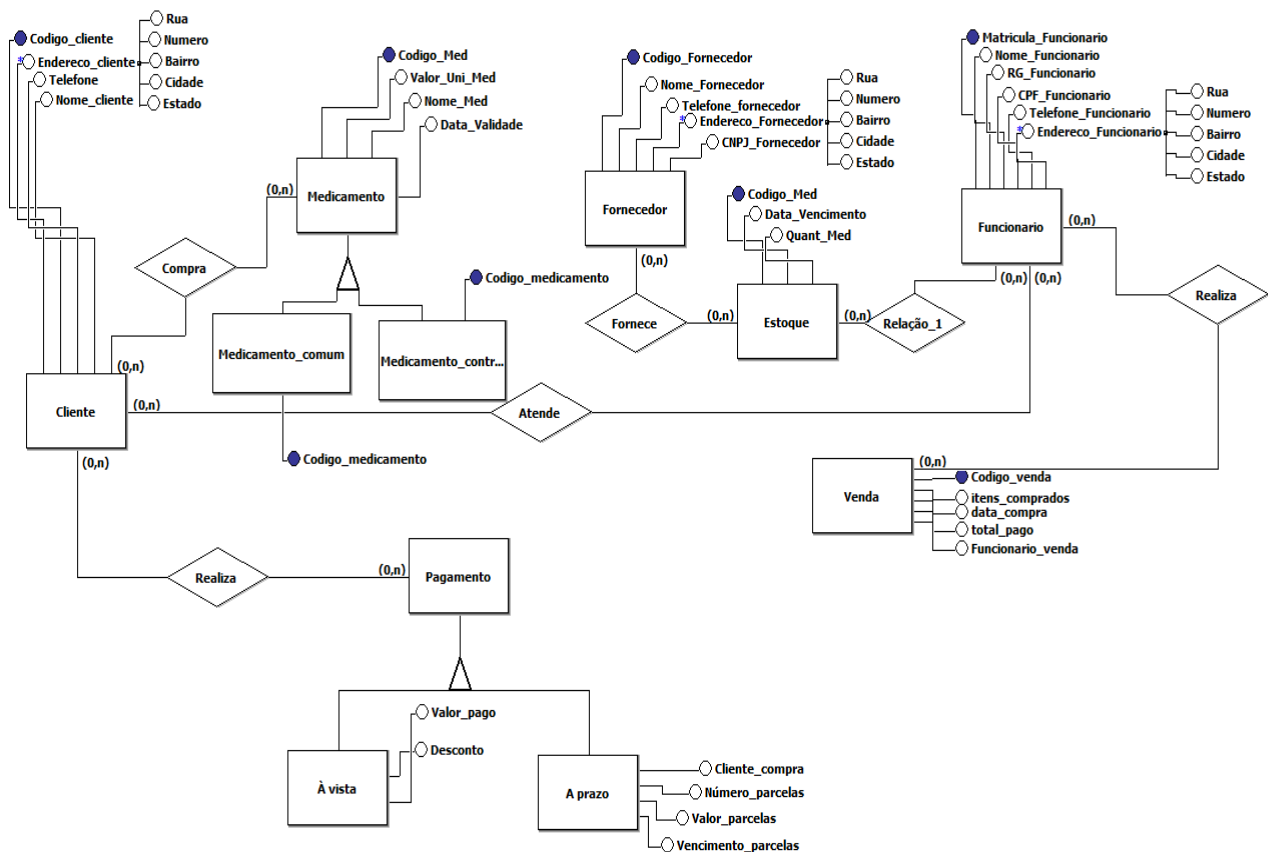 Codigo_cliente
Endereco_cliente
Telefone
Nome_cliente
Rua
Numero
Bairro
Cidade
Estado
Codigo_Med
Valor_Uni_Med
Nome_Med
Data_Validade
Medicamento
(0,n)
Compra
(0,n)
Codigo_medicamento
Medicamento_comum
Medicamento_contr...
Codigo_medicamento
Cliente
(0,n)
(0,n)
Atende
Codigo_Fornecedor
Nome_Fornecedor
Telefone_fornecedor
Endereco_Fornecedor
CNPJ_Fornecedor
Rua
Numero
Bairro
Cidade
Estado
Fornecedor
(0,n)
Fornece
(0,n)
Codigo_Med
Data_Vencimento
Quant_Med
Estoque
(0,n)
Relação_1
Matricula_Funcionario
Nome_Funcionario
RG_Funcionario
CPF_Funcionario
Telefone_Funcionario
Endereco_Funcionario
Rua
Numero
Bairro
Cidade
Estado
Funcionario
(0,n)
(0,n)
(0,n)
Realiza
(0,n)
Venda
Codigo_venda
itens_comprados
data_compra
total_pago
Funcionario_venda
Realiza
(0,n)
Pagamento
Valor_pago
Desconto
À vista
A prazo
Cliente_compra
Número_parcelas
Valor_parcelas
Vencimento_parcelas